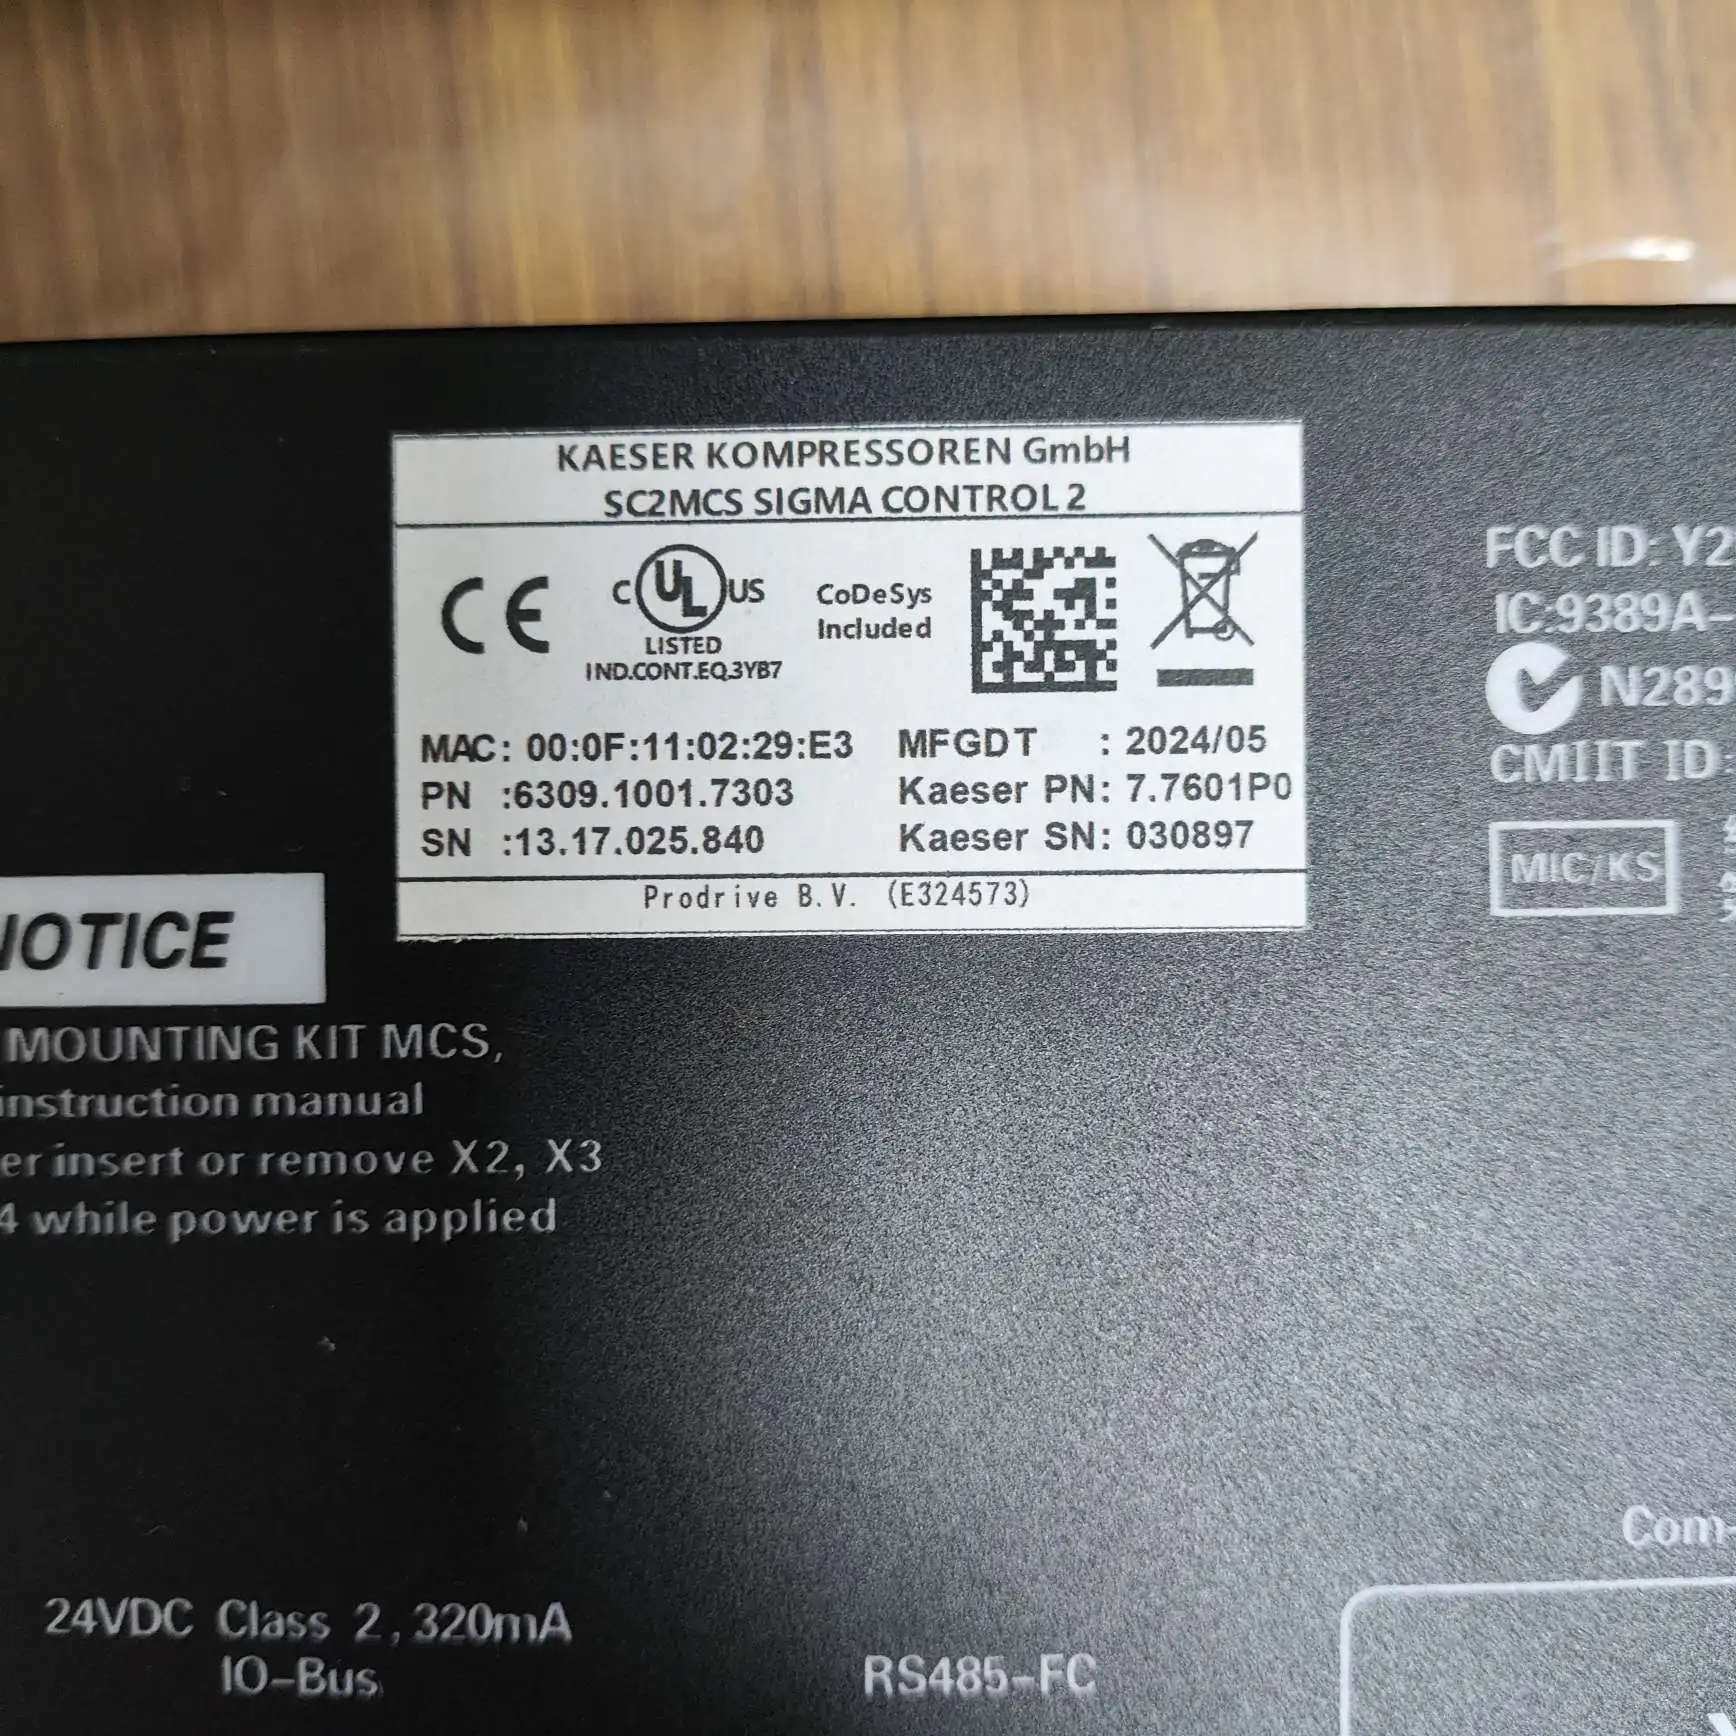 KAESER KOMPRESSOREN GmbH
SC2MCS SIGMA CONTROL 2
CE
C UL US
LISTED
IND.CONT.EQ.3YB7
CoDeSys
Included
MAC: 00:0F:11:02:29:E3 MFGDT : 2024/05
PN :6309.1001.7303 Kaeser PN: 7.7601P0
SN :13.17.025.840 Kaeser SN: 030897
Prodrive B.V. (E324573)
FCC ID: Y2
IC:9389A-
N289
CMIIT ID:
MIC/KS
NOTICE
MOUNTING KIT MCS,
instruction manual
er insert or remove X2, X3
4 while power is applied
24VDC Class 2, 320mA
IO-Bus
RS485-FC
Com-